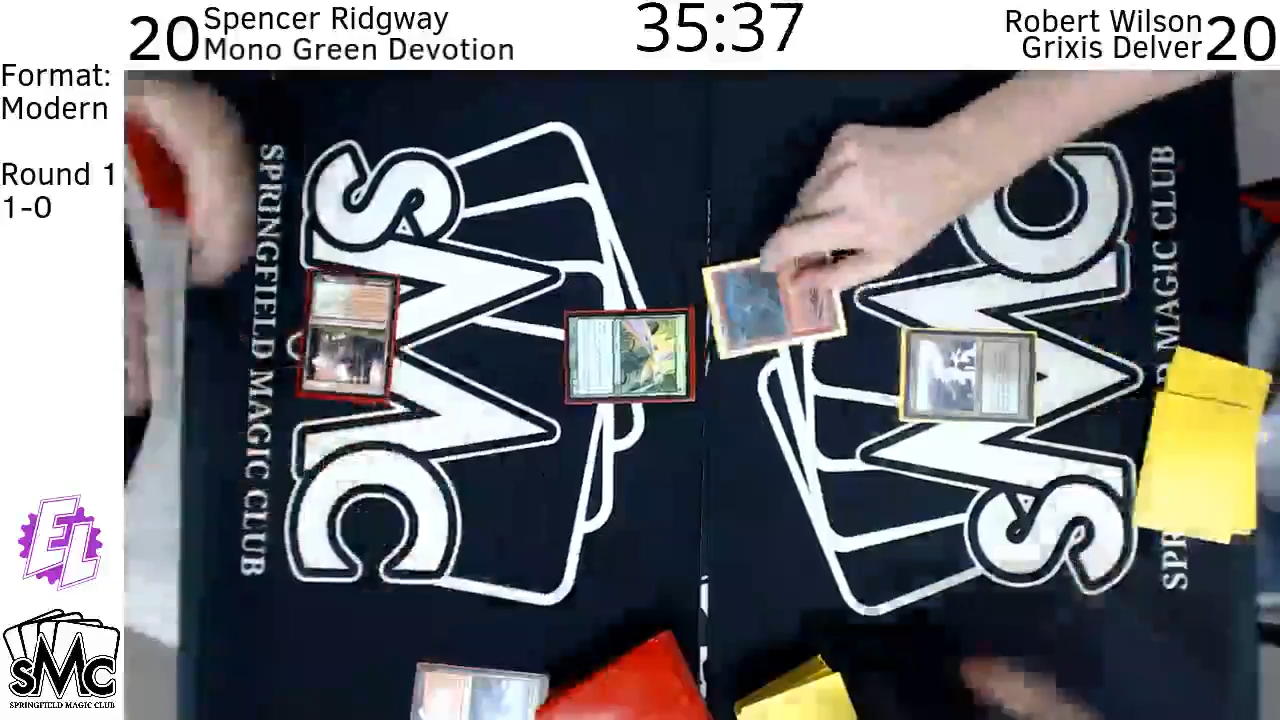 20
Spencer Ridgway
Mono Green Devotion
35:37
Robert Wilson
Grixis Delver
20
Format:
Modern
Round 1
1-0
SPRINGFIELD MAGIC CLUB
SMC
SMC
MAGIC CLUB
EL
SMC
SPRINGFIELD MAGIC CLUB